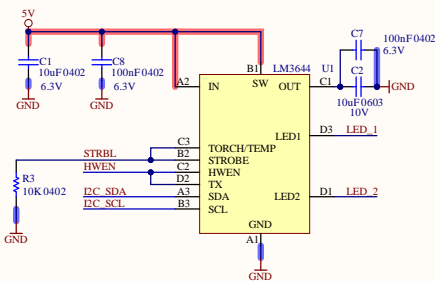 5V
C7
100nF0402
6.3V
C1
10uF0402
6.3V
C8
100nF0402
6.3V
B1
LM3644
U1
C1
C2
10uF0603
10V
GND
GND
GND
A2
IN
SW
OUT
LED1
D3
LED_1
C3
TORCH/TEMP
STRBL
B2
STROBE
HWEN
C2
HWEN
D2
TX
R3
10K0402
I2C_SDA
A3
SDA
LED2
D1
LED_2
I2C_SCL
B3
SCL
GND
A1
GND
GND